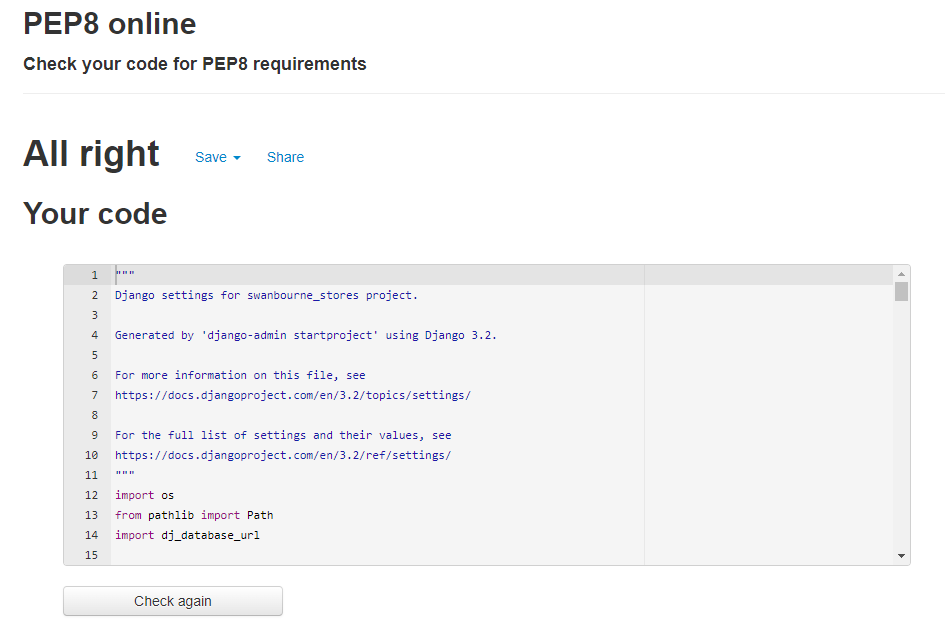 PEP8 online
Check your code for PEP8 requirements
All right Save Share
Your code
1 """
2 Django settings for swanbourne_stores project.
3
4 Generated by 'django-admin startproject' using Django 3.2.
5
6 For more information on this file, see
7 https://docs.djangoproject.com/en/3.2/topics/settings/
8
9 For the full list of settings and their values, see
10 https://docs.djangoproject.com/en/3.2/ref/settings/
11 """
12 import os
13 from pathlib import Path
14 import dj_database_url
15
Check again